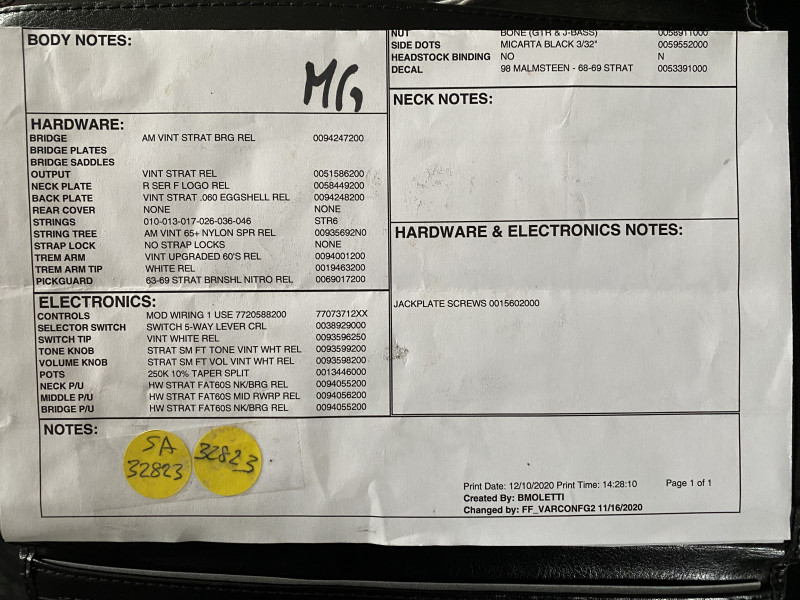 BODY NOTES:
MG
HARDWARE:
BRIDGE AM VINT STRAT BRG REL 0094247200
BRIDGE PLATES
BRIDGE SADDLES
OUTPUT VINT STRAT REL 0051586200
NECK PLATE R SER F LOGO REL 0058449200
BACK PLATE VINT STRAT .060 EGGSHELL REL 0094248200
REAR COVER NONE NONE
STRINGS 010-013-017-026-036-046 STR6
STRING TREE AM VINT 65+ NYLON SPR REL 00935692N0
STRAP LOCK NO STRAP LOCKS NONE
TREM ARM VINT UPGRADED 60'S REL 0094001200
TREM ARM TIP WHITE REL 0019463200
PICKGUARD 63-69 STRAT BRNSHL NITRO REL 0069017200
ELECTRONICS:
CONTROLS MOD WIRING 1 USE 7720588200 77073712XX
SELECTOR SWITCH SWITCH 5-WAY LEVER CRL 0038929000
SWITCH TIP VINT WHITE REL 0093596250
TONE KNOB STRAT SM FT TONE VINT WHT REL 0093599200
VOLUME KNOB STRAT SM FT VOL VINT WHT REL 0093598200
POTS 250K 10% TAPER SPLIT 0013446000
NECK P/U HW STRAT FAT60S NK/BRG REL 0094055200
MIDDLE P/U HW STRAT FAT60S MID RWRP REL 0094056200
BRIDGE P/U HW STRAT FAT60S NK/BRG REL 0094055200
NUT BONE (GTR & J-BASS) 0058911000
SIDE DOTS MICARTA BLACK 3/32" 0059552000
HEADSTOCK BINDING NO N
DECAL 98 MALMSTEEN - 68-69 STRAT 0053391000
NECK NOTES:
HARDWARE & ELECTRONICS NOTES:
JACKPLATE SCREWS 0015602000
NOTES:
SA
32823
32823
Print Date: 12/10/2020 Print Time: 14:28:10 Page 1 of 1
Created By: BMOLETTI
Changed by: FF_VARCONFG2 11/16/2020